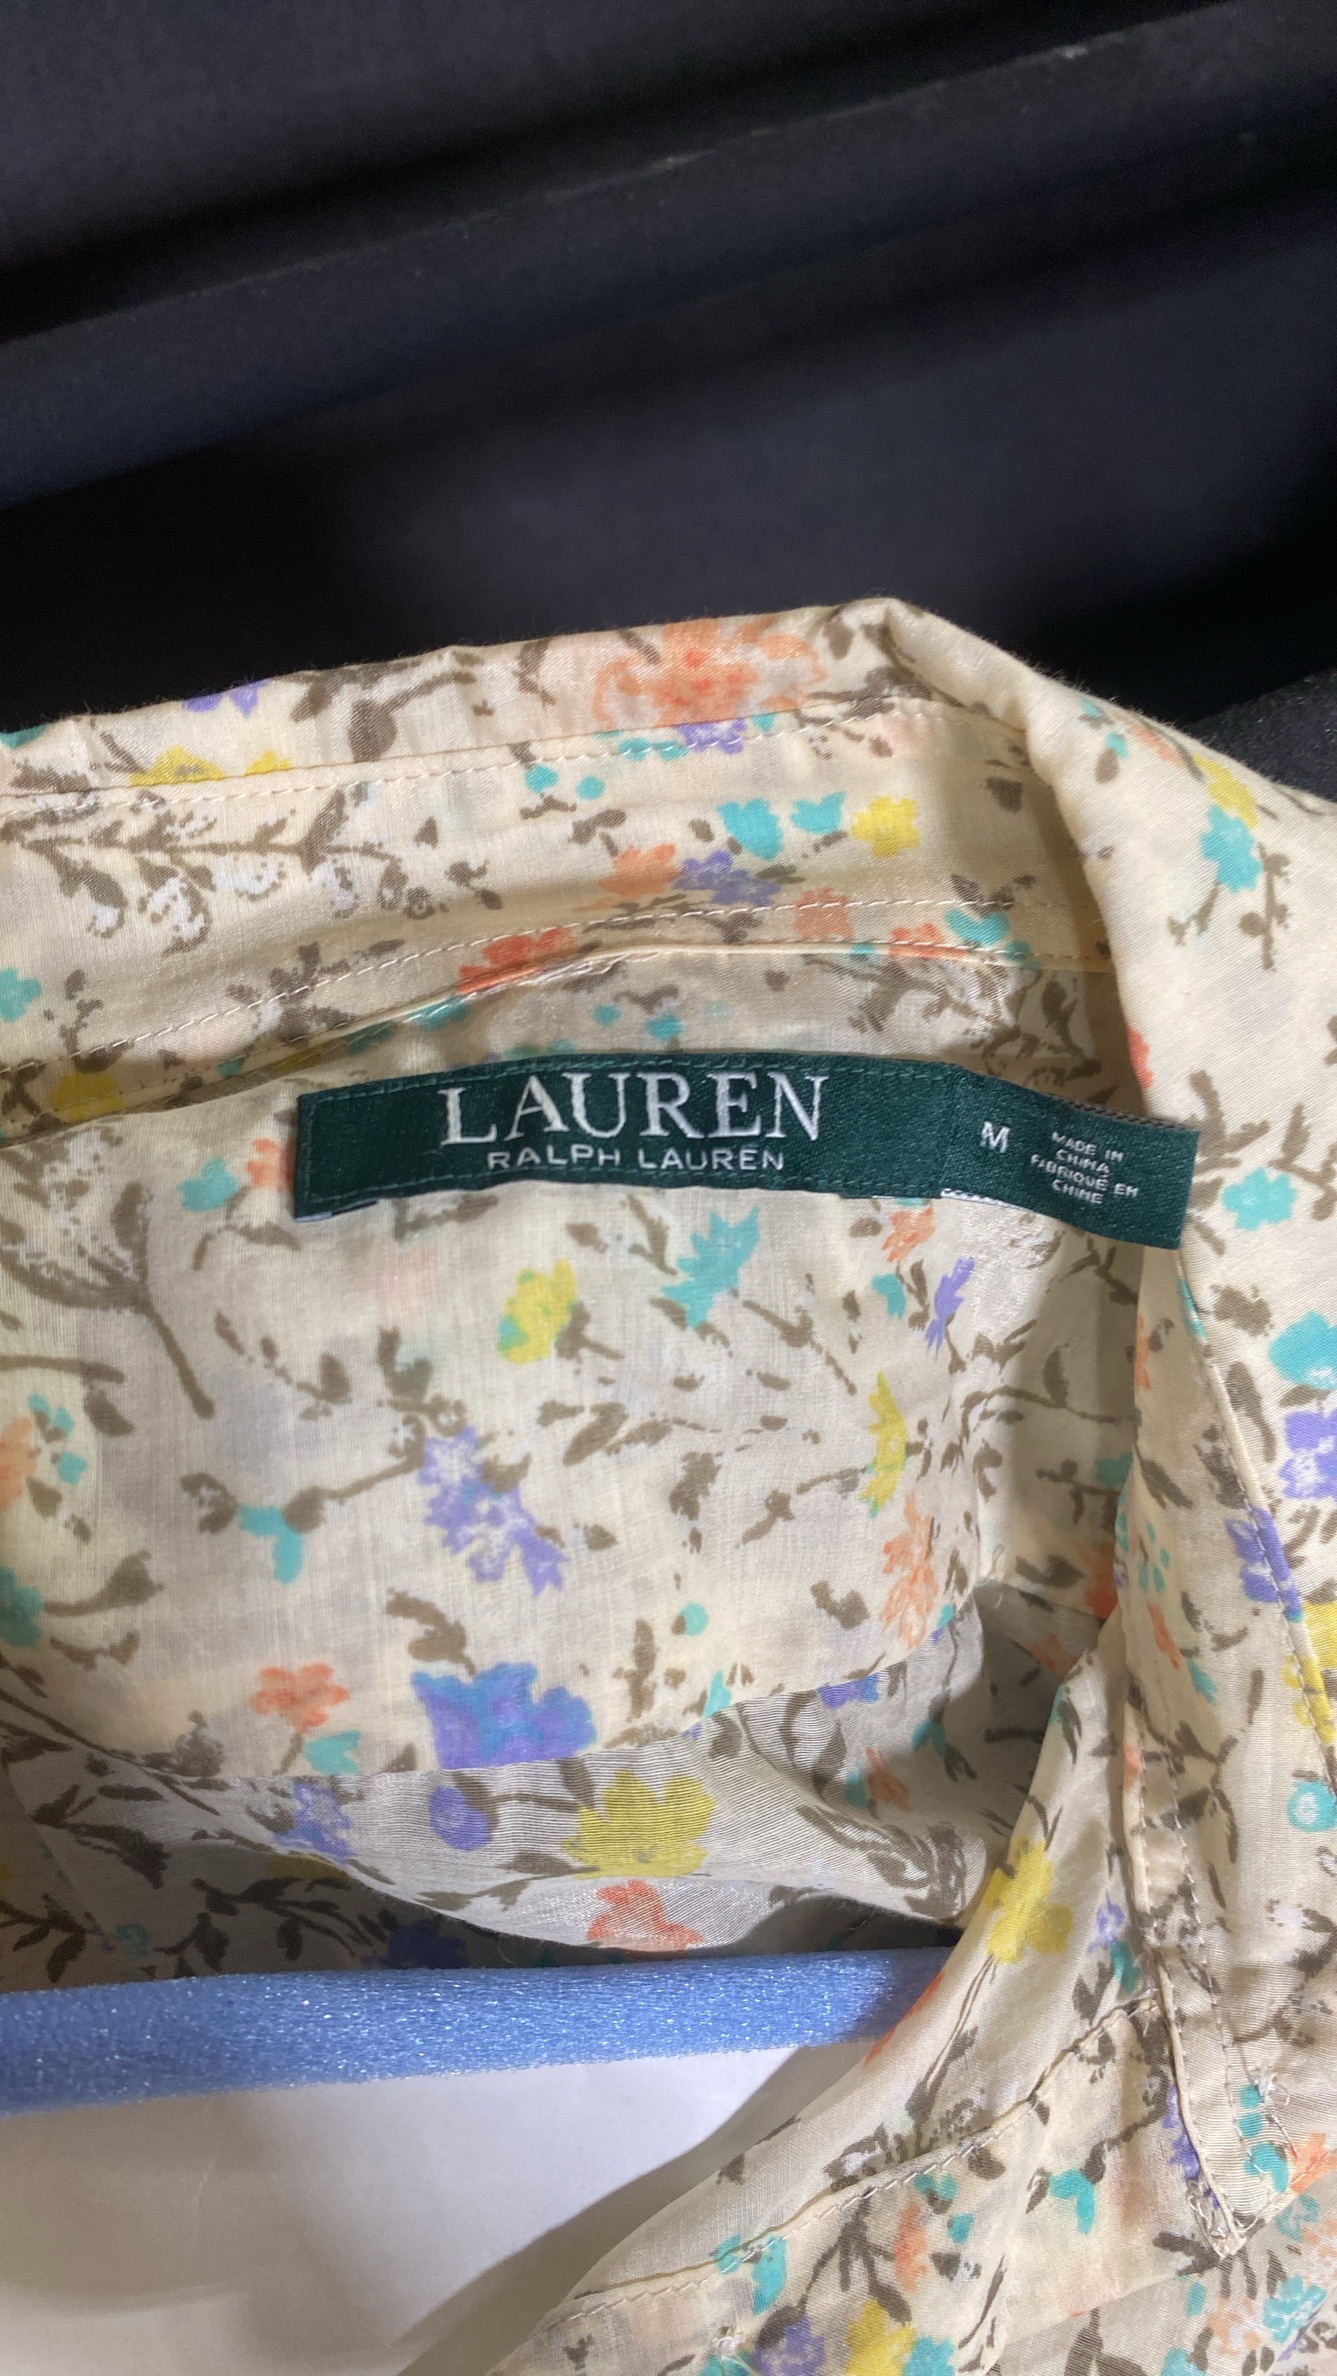 LAUREN
RALPH LAUREN
M
MADE IN
CHINA
FABRIQUÉ EN
CHINE